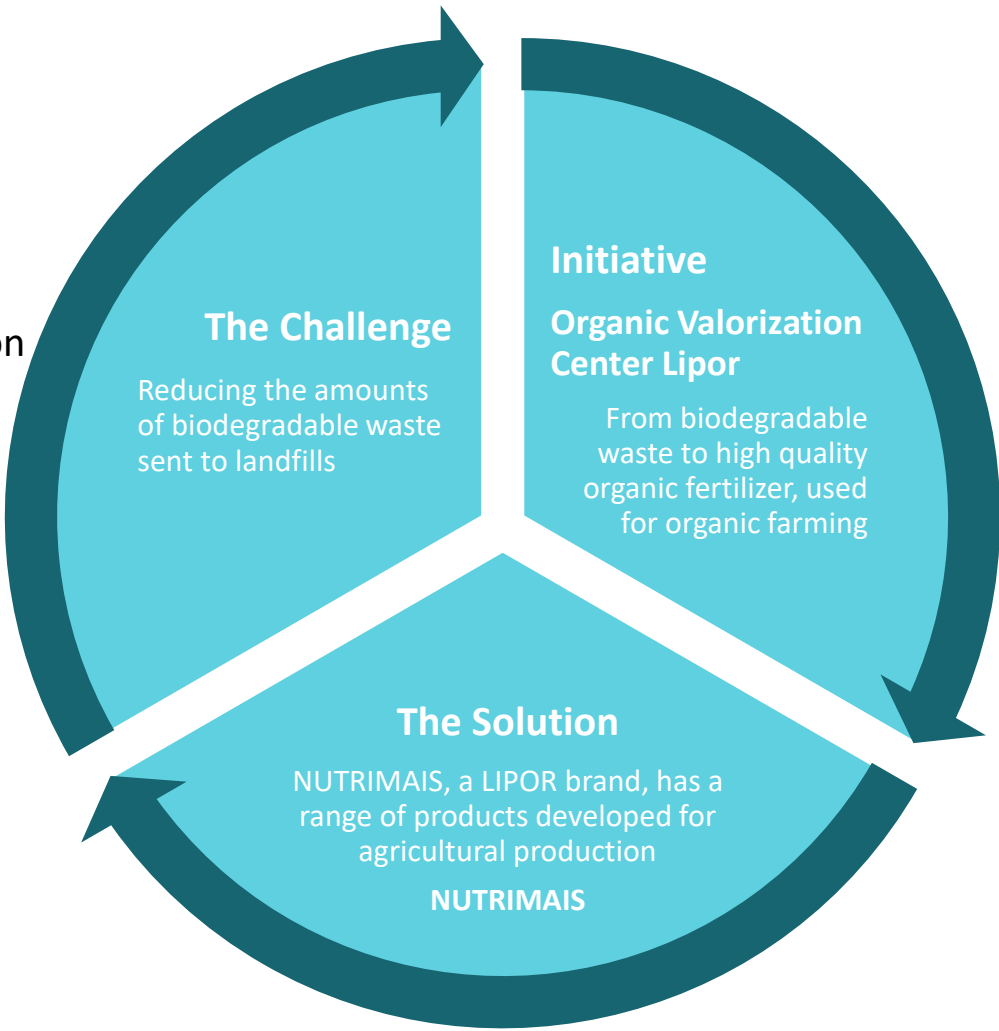 The Challenge
Reducing the amounts
of biodegradable waste
sent to landfills
Initiative
Organic Valorization
Center Lipor
From biodegradable
waste to high quality
organic fertilizer, used
for organic farming
The Solution
NUTRIMAIS, a LIPOR brand, has a
range of products developed for
agricultural production
NUTRIMAIS